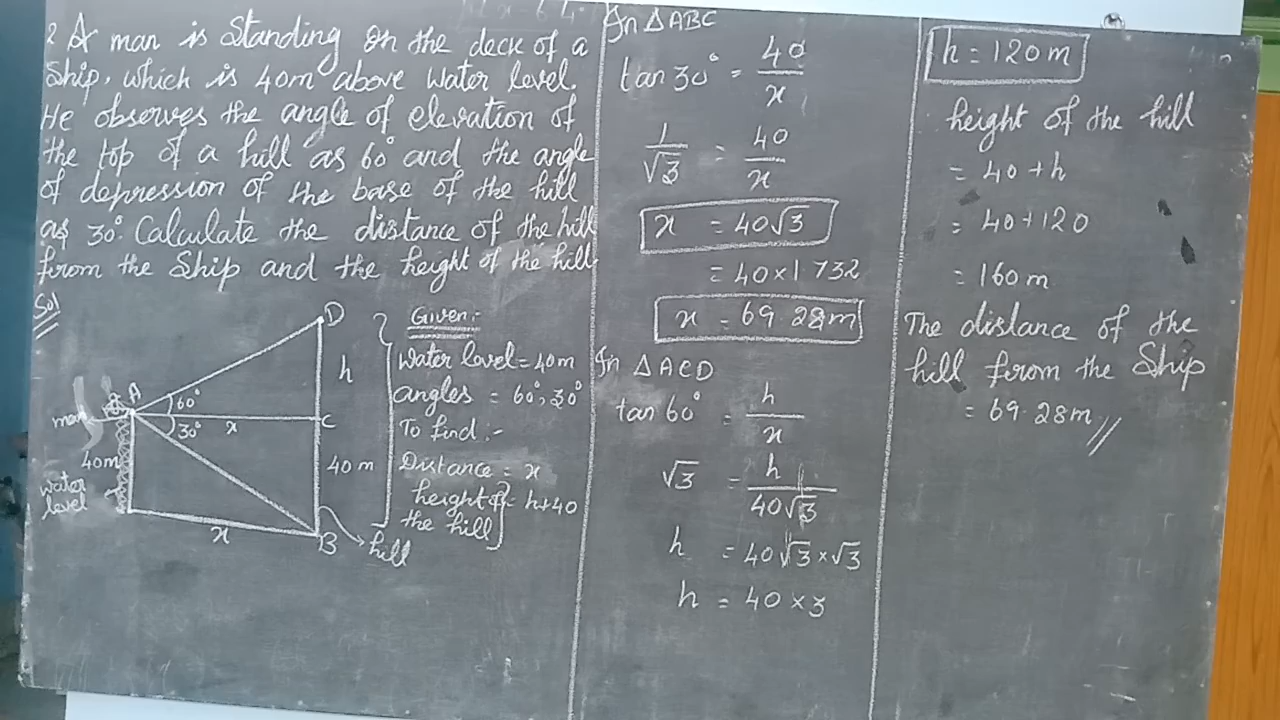 2 A man is standing on the deck of a
ship, which is 40m above water level.
He observes the angle of elevation of
the top of a hill as 60° and the angle
of depression of the base of the hill
as 30°. Calculate the distance of the hill
from the ship and the height of the hill.
Sol
D
h
A
60°
man
x
C
30°
40m
40m
water
level
x
B
hill
Given:-
Water level = 40m
angles = 60°, 30°
To find:-
Distance = x
height of = h+40
the hill
In △ABC
tan 30° = 40/x
1/√3 = 40/x
x = 40√3
= 40×1.732
x = 69.28m
In △ACD
tan 60° = h/x
√3 = h/40√3
h = 40√3×√3
h = 40×3
h = 120m
height of the hill
= 40+h
= 40+120
= 160m
The distance of the
hill from the ship
= 69.28m//